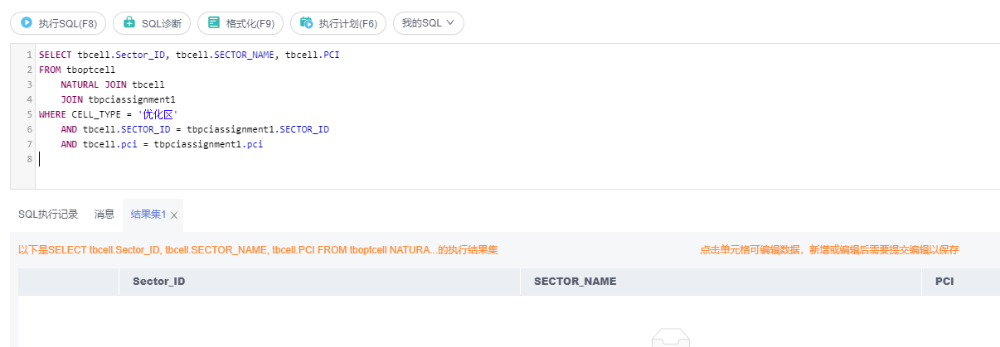 执行SQL(F8) SQL诊断 格式化(F9) 执行计划(F6) 我的SQL
1 SELECT tbcell.Sector_ID, tbcell.SECTOR_NAME, tbcell.PCI
2 FROM tboptcell
3 NATURAL JOIN tbcell
4 JOIN tbpciassignment1
5 WHERE CELL_TYPE = '优化区'
6 AND tbcell.SECTOR_ID = tbpciassignment1.SECTOR_ID
7 AND tbcell.pci = tbpciassignment1.pci
8
SQL执行记录 消息 结果集1
以下是SELECT tbcell.Sector_ID, tbcell.SECTOR_NAME, tbcell.PCI FROM tboptcell NATURA...的执行结果集 点击单元格可编辑数据，新增或编辑后需要提交编辑以保存
Sector_ID SECTOR_NAME PCI